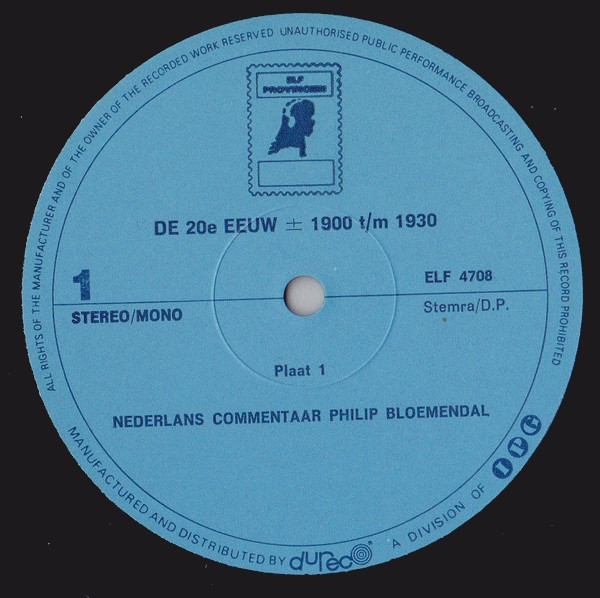 ALL RIGHTS OF THE MANUFACTURER AND OF THE OWNER OF THE RECORDED WORK RESERVED UNAUTHORISED PUBLIC PERFORMANCE BROADCASTING AND COPYING OF THIS RECORD PROHIBITED
ELF
PROVINCIËN
DE 20e EEUW ± 1900 t/m 1930
1
ELF 4708
STEREO/MONO
Stemra/D.P.
Plaat 1
NEDERLANS COMMENTAAR PHILIP BLOEMENDAL
MANUFACTURED AND DISTRIBUTED BY dureco A DIVISION OF